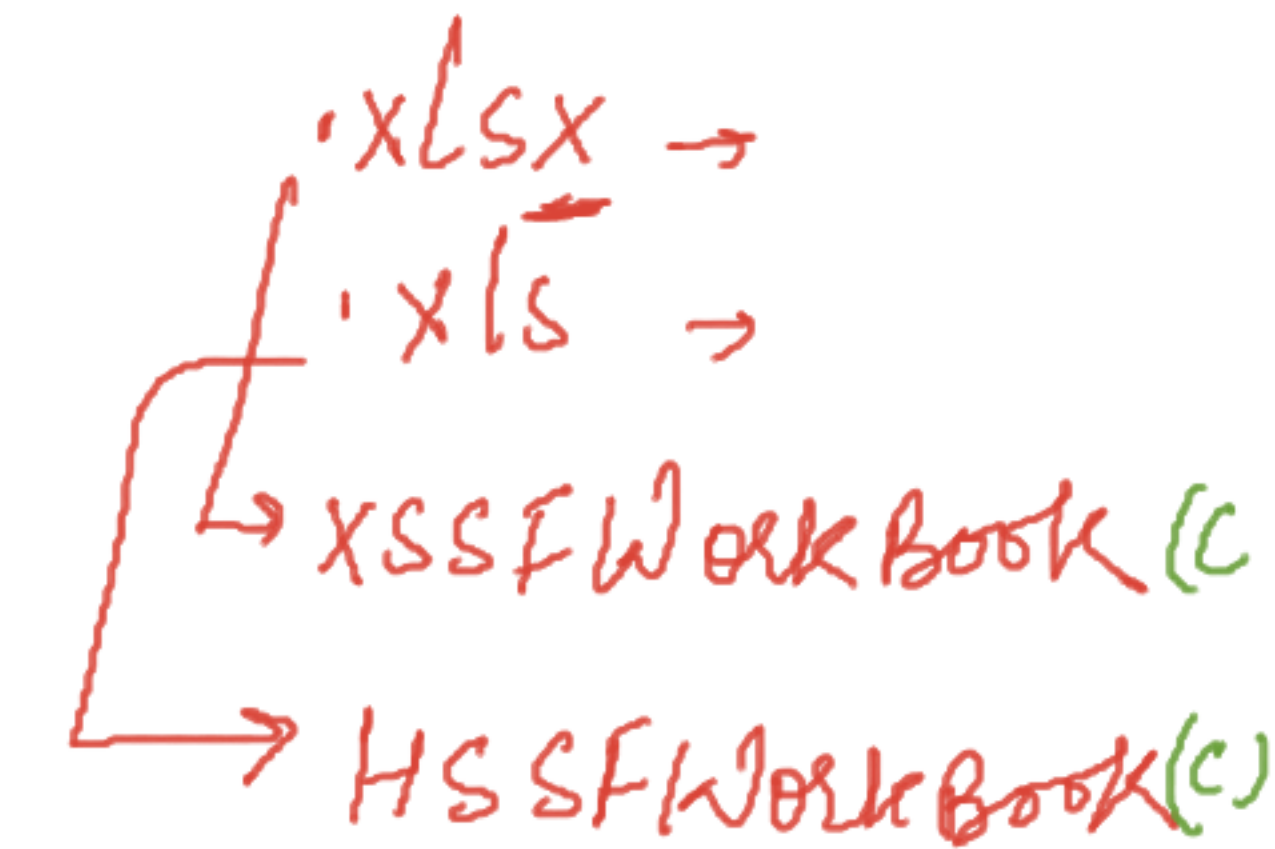 .xlsx →
.xls →
XSSFWorkBook (C
HSSFWorkBook(C)